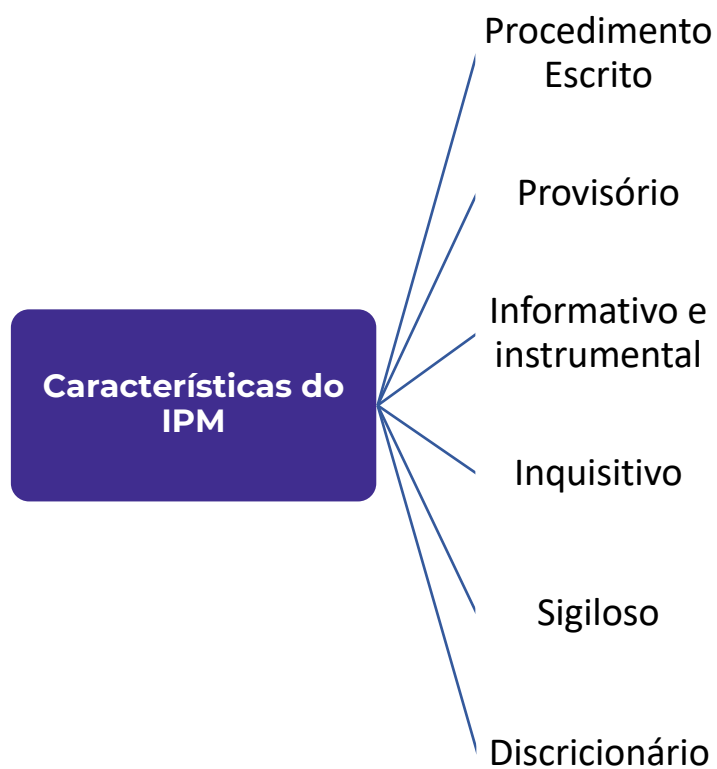 Procedimento
Escrito
Provisório
Informativo e
instrumental
Características do
IPM
Inquisitivo
Sigiloso
Discricionário